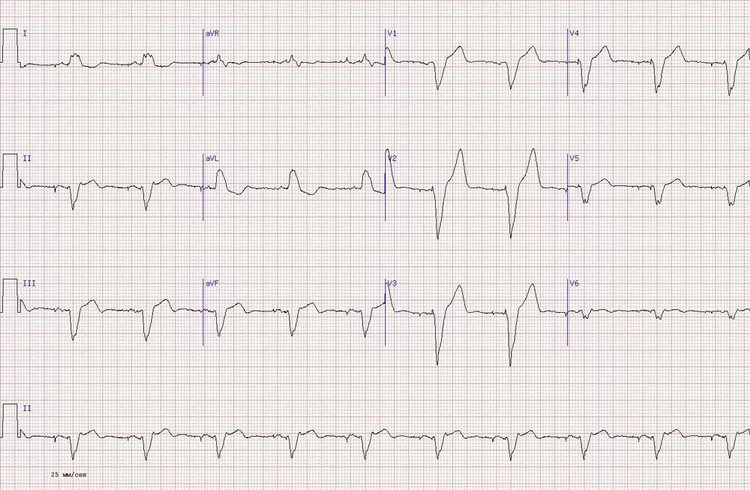 I aVR V1 V4
II aVL V2 V5
III aVF V3 V6
II
25 мм/сек